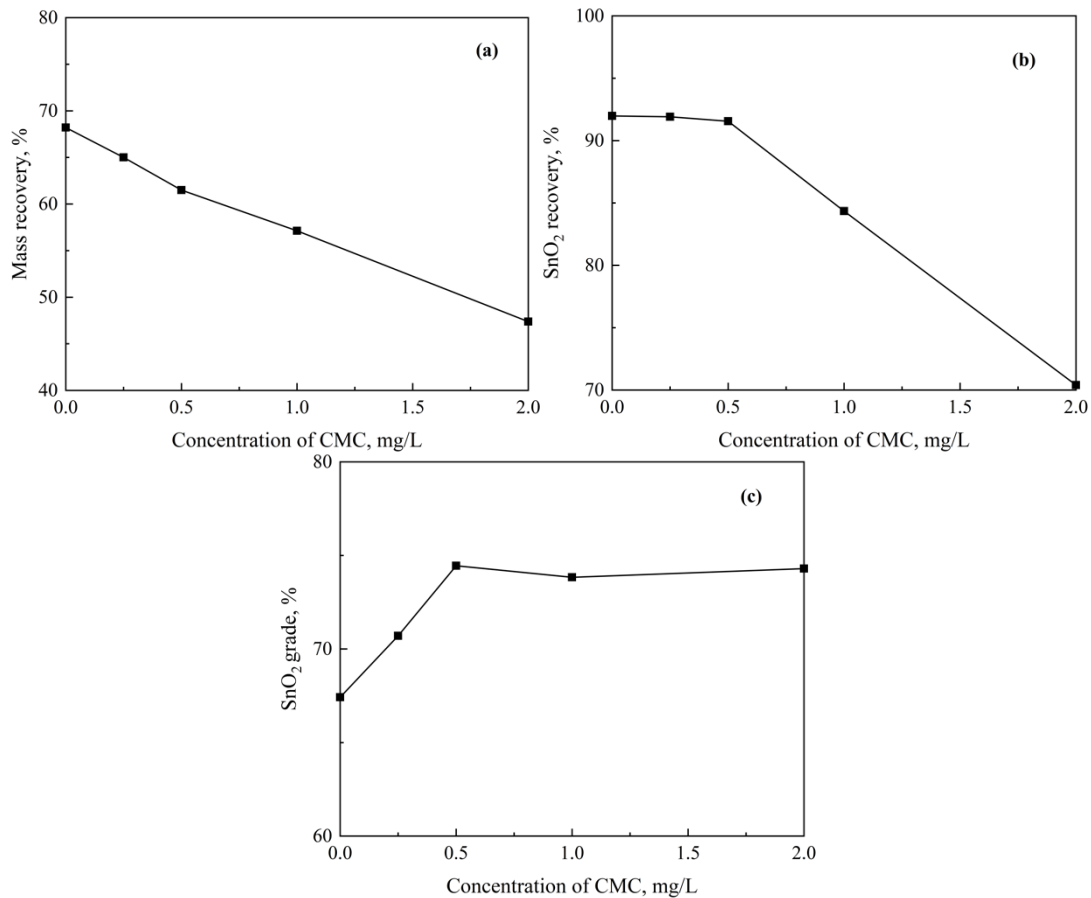 80
70
60
50
40
Mass recovery, %
(a)
0.0 0.5 1.0 1.5 2.0
Concentration of CMC, mg/L
100
90
80
70
SnO₂ recovery, %
(b)
0.0 0.5 1.0 1.5 2.0
Concentration of CMC, mg/L
80
70
60
SnO₂ grade, %
(c)
0.0 0.5 1.0 1.5 2.0
Concentration of CMC, mg/L